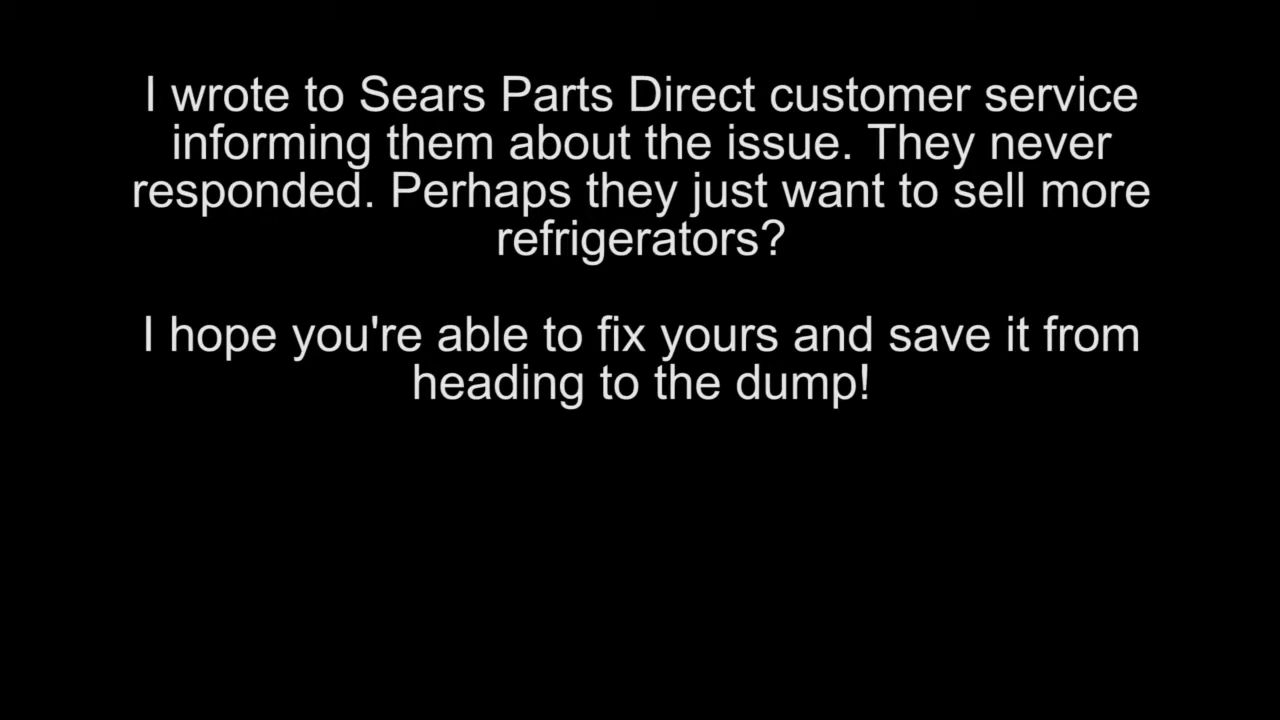 I wrote to Sears Parts Direct customer service
informing them about the issue. They never
responded. Perhaps they just want to sell more
refrigerators?
I hope you're able to fix yours and save it from
heading to the dump!